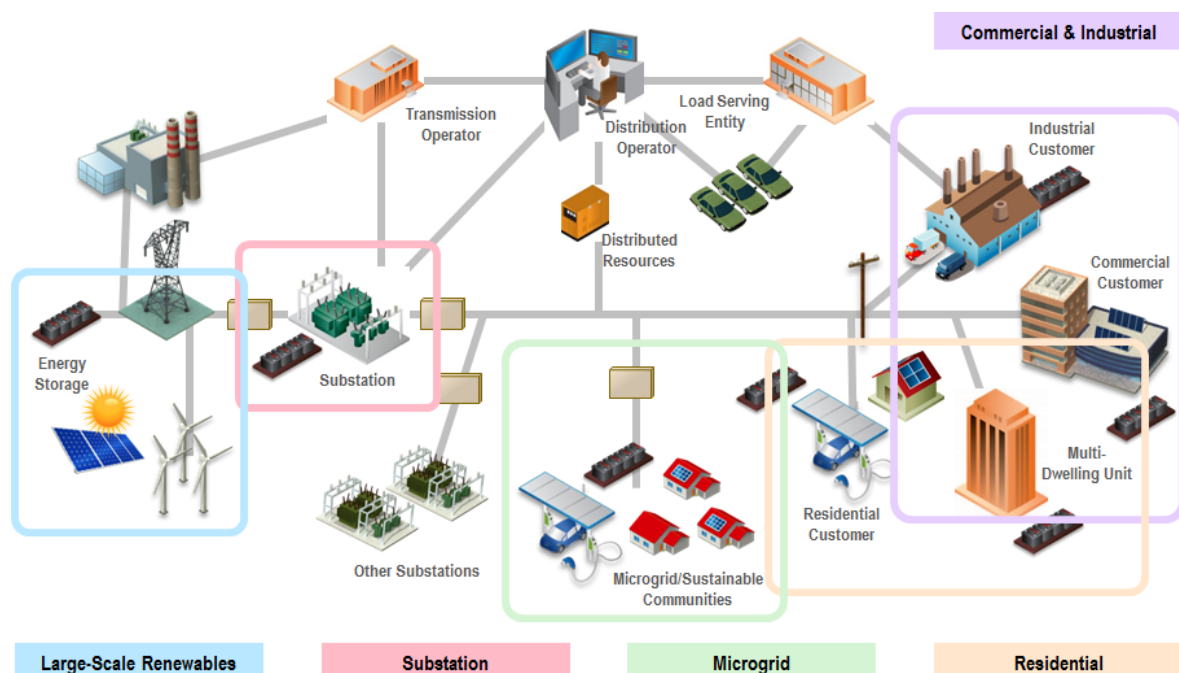 Commercial & Industrial
Transmission
Operator
Distribution
Operator
Load Serving
Entity
Industrial
Customer
Distributed
Resources
Commercial
Customer
Energy
Storage
Substation
Multi-
Dwelling Unit
Residential
Customer
Other Substations
Microgrid/Sustainable
Communities
Large-Scale Renewables
Substation
Microgrid
Residential